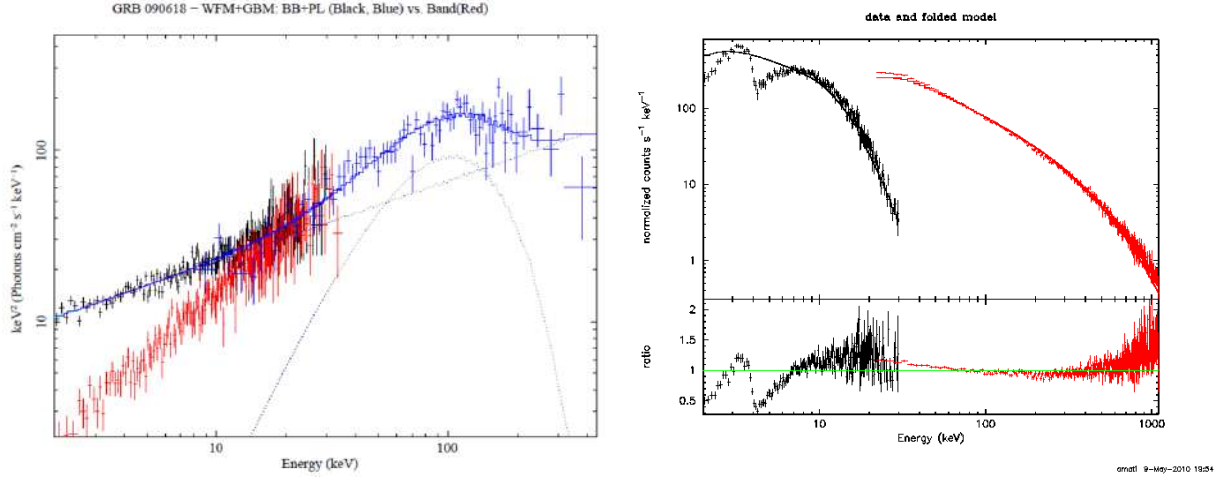 GRB 090618 – WFM+GBM: BB+PL (Black, Blue) vs. Band(Red)
keV² (Photons cm⁻² s⁻¹ keV⁻¹)
100
10
10
100
Energy (keV)
data and folded model
normalized counts s⁻¹ keV⁻¹
100
10
1
ratio
2
1.5
1
0.5
10
100
1000
Energy (keV)
amati 9–May–2010 19:54